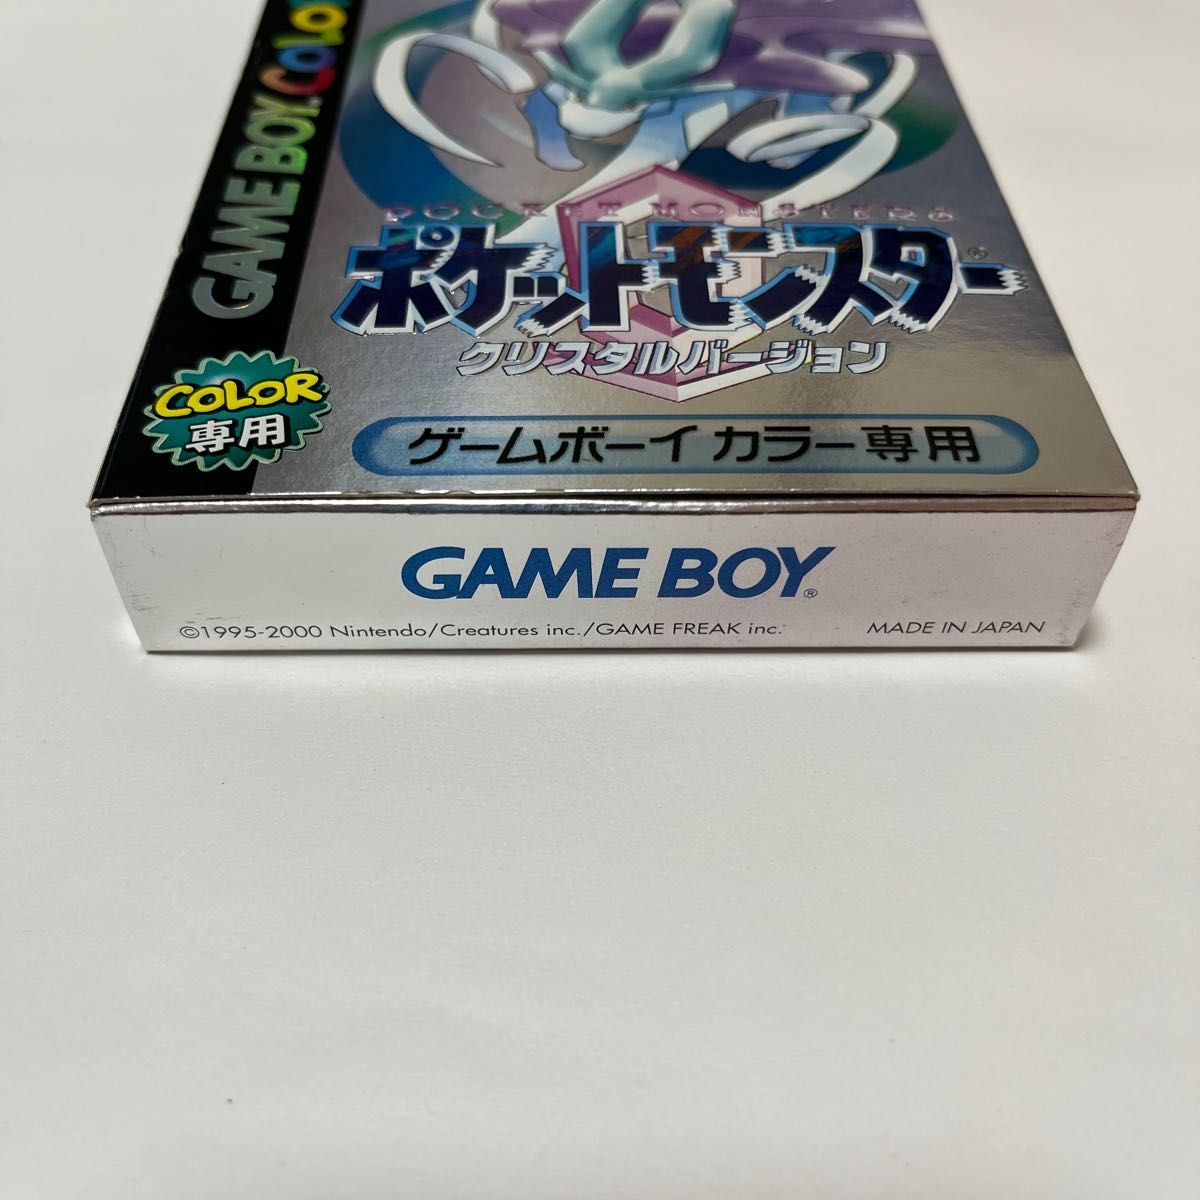 GAME BOY COLOR
POCKET MONSTERS
ポケットモンスター®
クリスタルバージョン
COLOR
専用
ゲームボーイ カラー専用
GAME BOY®
©1995-2000 Nintendo/Creatures inc./GAME FREAK inc.
MADE IN JAPAN